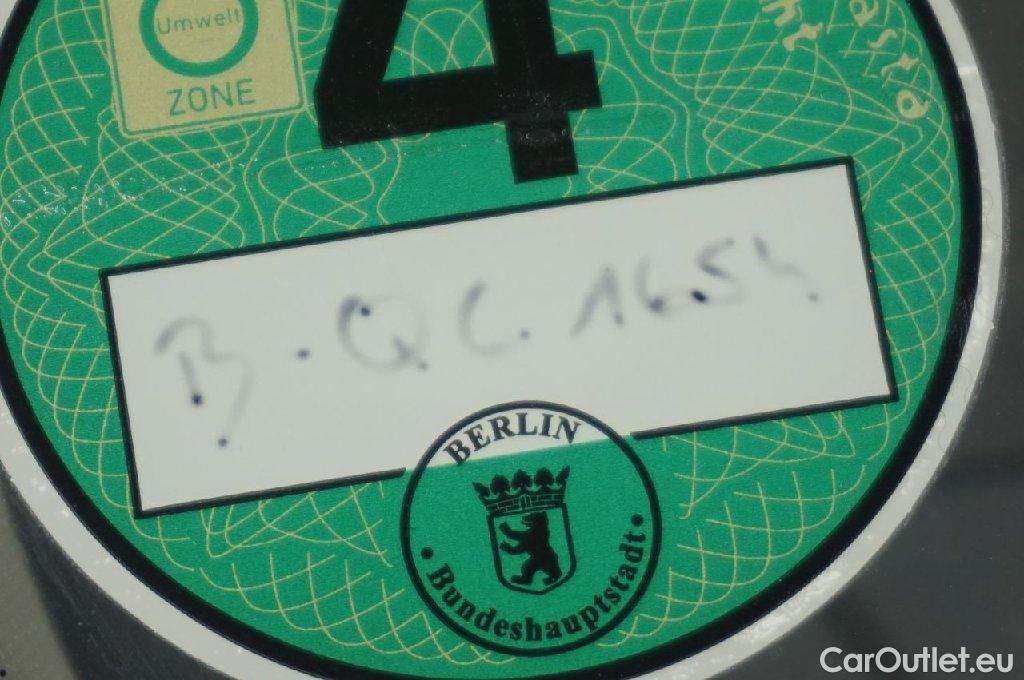 Umwelt
ZONE
4
B·QC 1654
BERLIN
Bundeshauptstadt
CarOutlet.eu